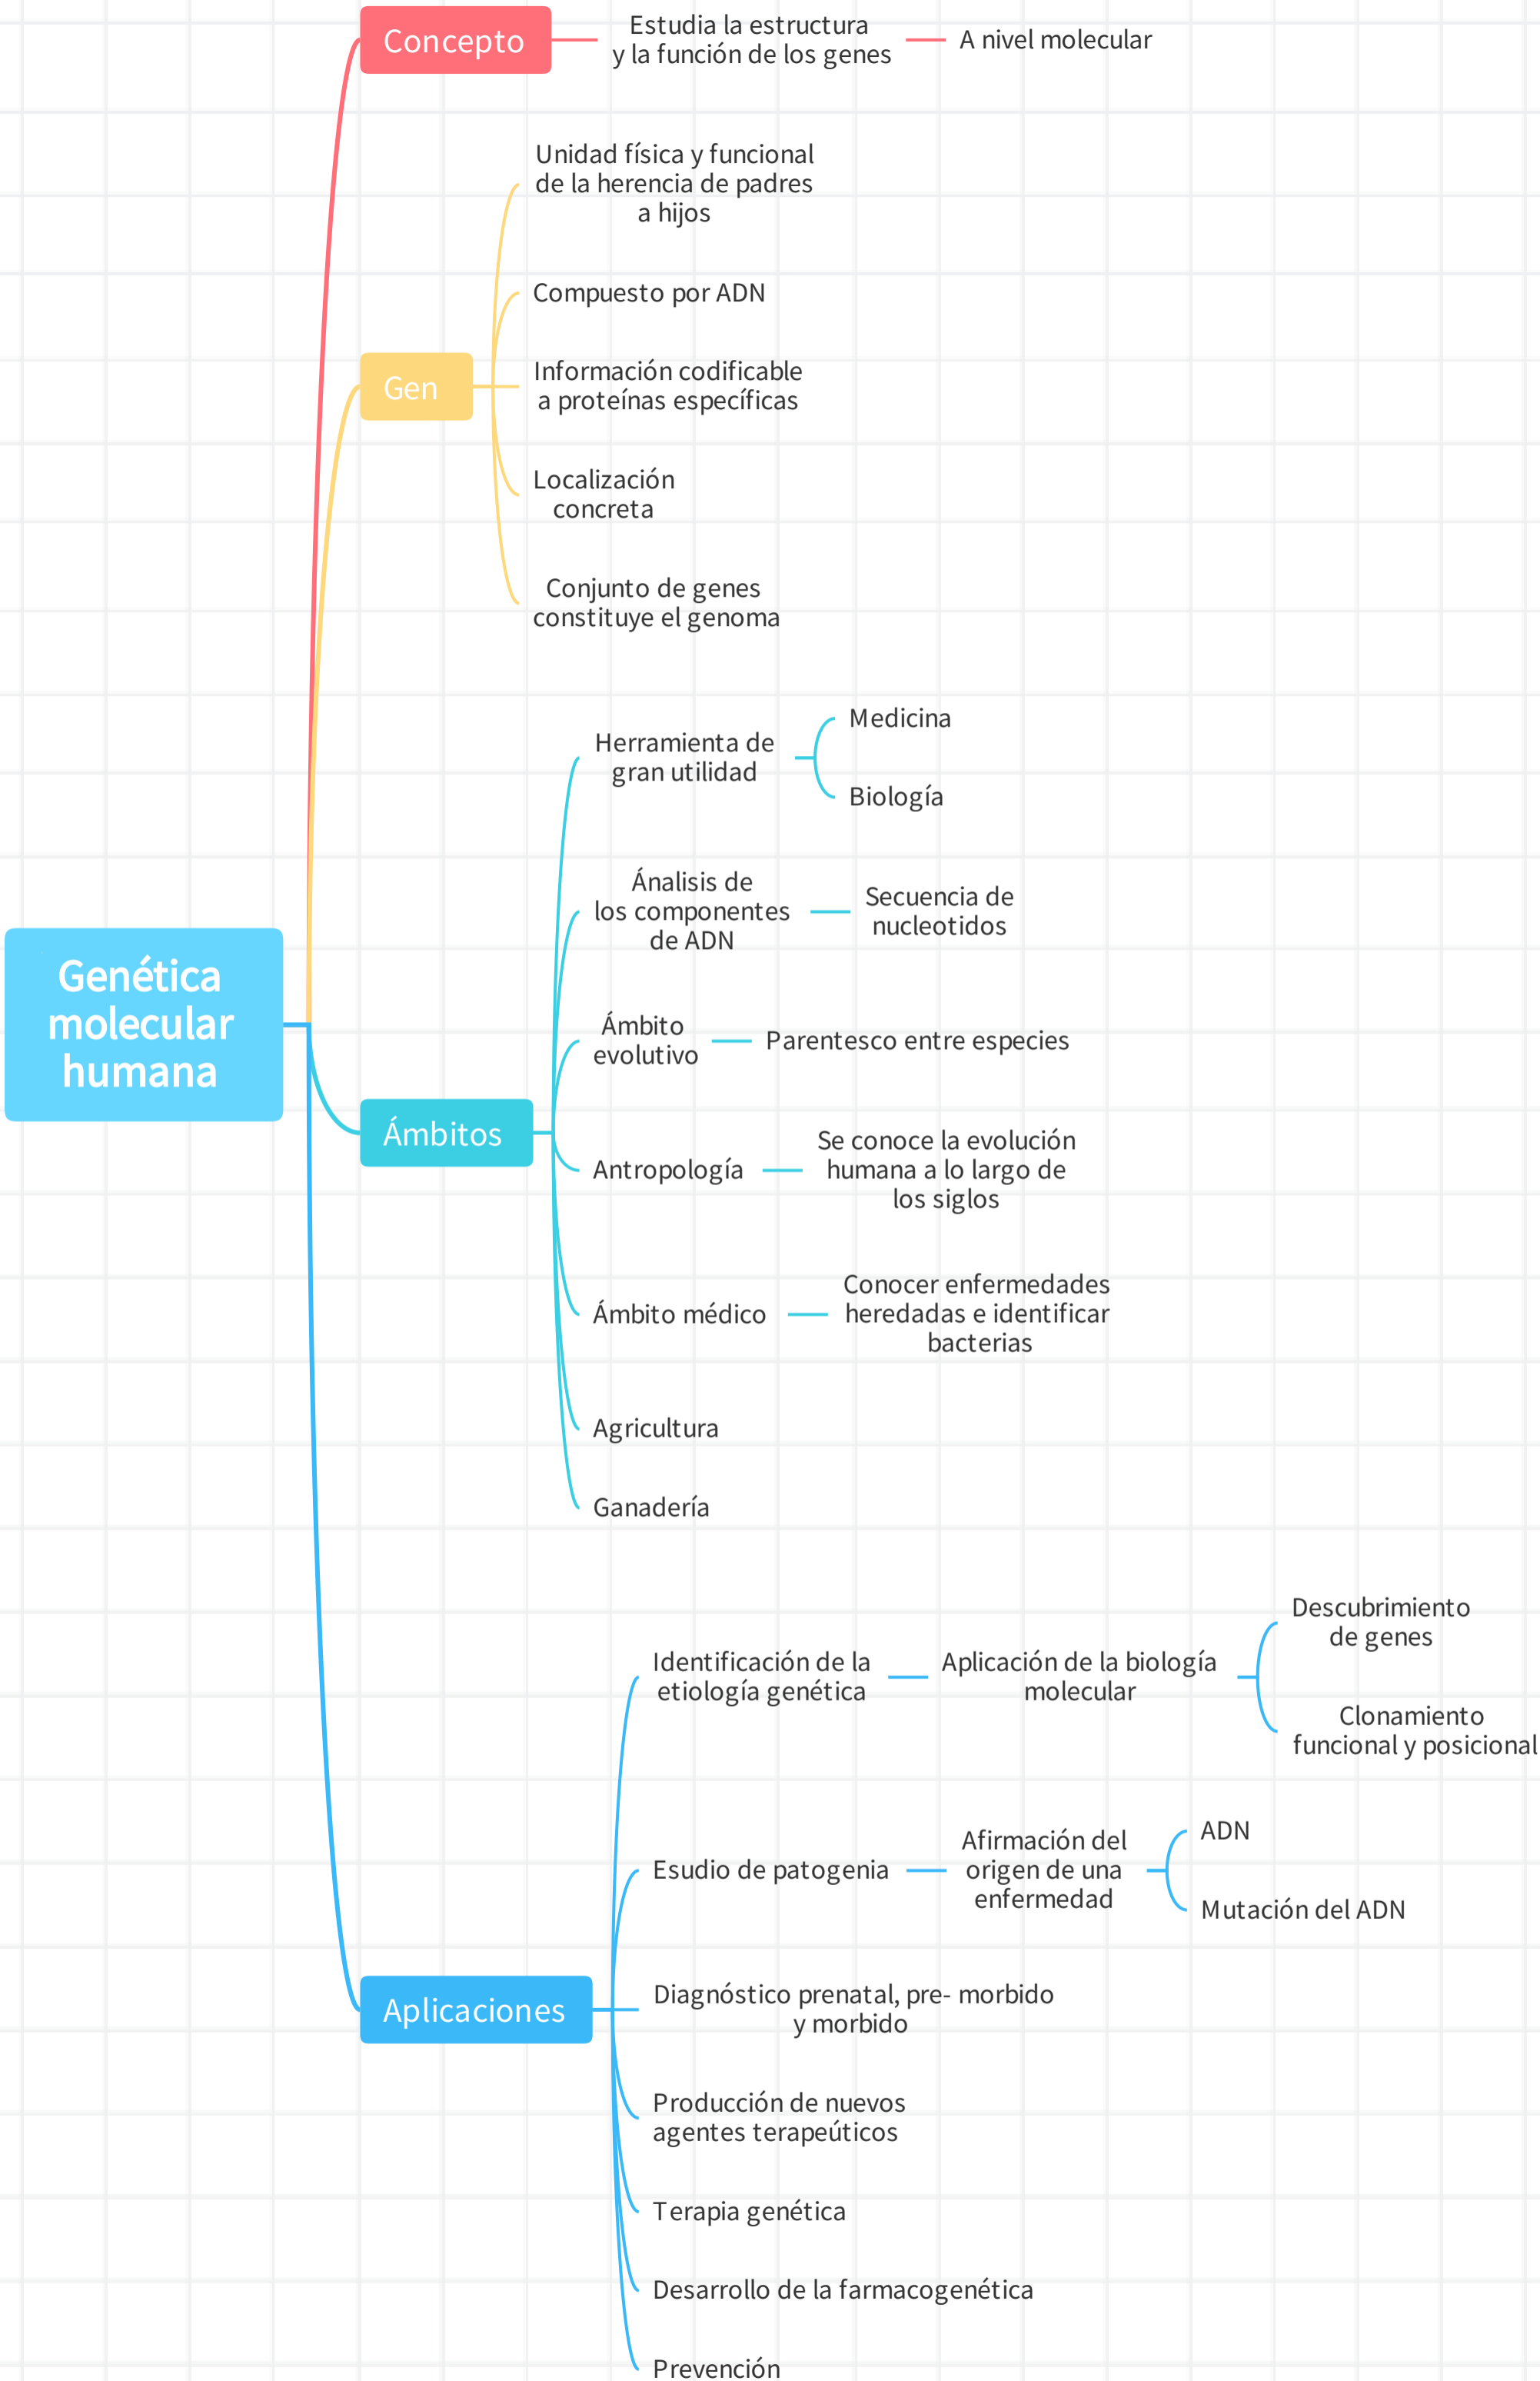 Concepto
Estudia la estructura
y la función de los genes
A nivel molecular
Unidad física y funcional
de la herencia de padres
a hijos
Compuesto por ADN
Gen
Información codificable
a proteínas específicas
Localización
concreta
Conjunto de genes
constituye el genoma
Genética
molecular
humana
Ámbitos
Herramienta de
gran utilidad
Medicina
Biología
Ánalisis de
los componentes
de ADN
Secuencia de
nucleotidos
Ámbito
evolutivo
Parentesco entre especies
Antropología
Se conoce la evolución
humana a lo largo de
los siglos
Ámbito médico
Conocer enfermedades
heredadas e identificar
bacterias
Agricultura
Ganadería
Aplicaciones
Identificación de la
etiología genética
Aplicación de la biología
molecular
Descubrimiento
de genes
Clonamiento
funcional y posicional
Esudio de patogenia
Afirmación del
origen de una
enfermedad
ADN
Mutación del ADN
Diagnóstico prenatal, pre- morbido
y morbido
Producción de nuevos
agentes terapeúticos
Terapia genética
Desarrollo de la farmacogenética
Prevención